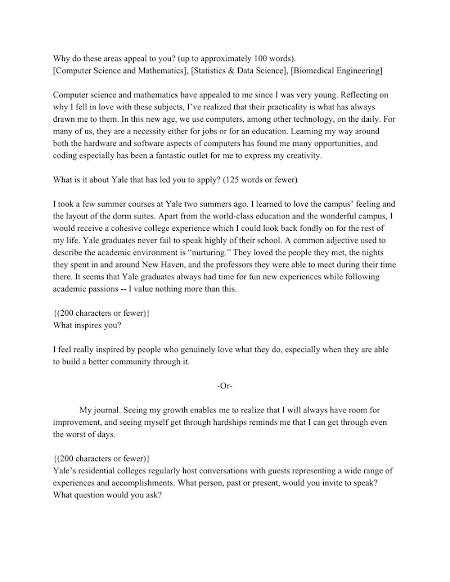 Why do these areas appeal to you? (up to approximately 100 words).
[Computer Science and Mathematics], [Statistics & Data Science], [Biomedical Engineering]
Computer science and mathematics have appealed to me since I was very young. Reflecting on
why I fell in love with these subjects, I’ve realized that their practicality is what has always
drawn me to them. In this new age, we use computers, among other technology, on the daily. For
many of us, they are a necessity either for jobs or for an education. Learning my way around
both the hardware and software aspects of computers has found me many opportunities, and
coding especially has been a fantastic outlet for me to express my creativity.
What is it about Yale that has led you to apply? (125 words or fewer)
I took a few summer courses at Yale two summers ago. I learned to love the campus’ feeling and
the layout of the dorm suites. Apart from the world-class education and the wonderful campus, I
would receive a cohesive college experience which I could look back fondly on for the rest of
my life. Yale graduates never fail to speak highly of their school. A common adjective used to
describe the academic environment is “nurturing.” They loved the people they met, the nights
they spent in and around New Haven, and the professors they were able to meet during their time
there. It seems that Yale graduates always had time for fun new experiences while following
academic passions -- I value nothing more than this.
{(200 characters or fewer)}
What inspires you?
I feel really inspired by people who genuinely love what they do, especially when they are able
to build a better community through it.
-Or-
My journal. Seeing my growth enables me to realize that I will always have room for
improvement, and seeing myself get through hardships reminds me that I can get through even
the worst of days.
{(200 characters or fewer)}
Yale’s residential colleges regularly host conversations with guests representing a wide range of
experiences and accomplishments. What person, past or present, would you invite to speak?
What question would you ask?